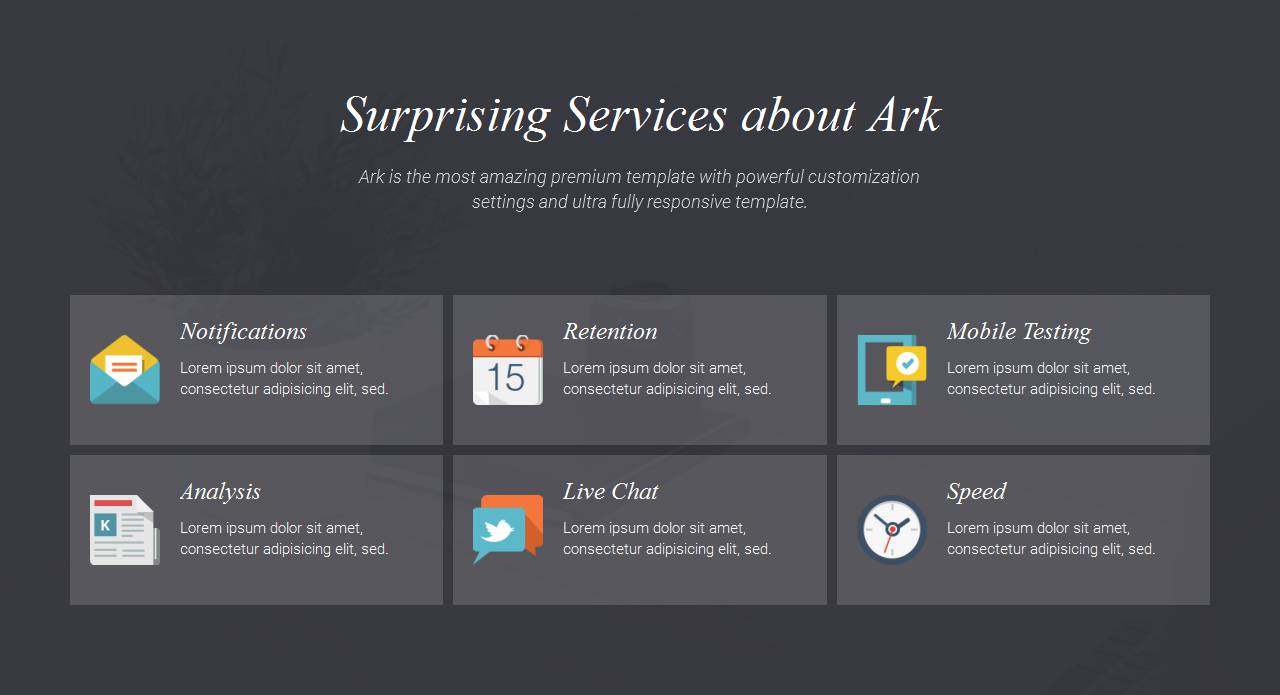 Surprising Services about Ark
Ark is the most amazing premium template with powerful customization
settings and ultra fully responsive template.
Notifications
Lorem ipsum dolor sit amet,
consectetur adipisicing elit, sed.
15
Retention
Lorem ipsum dolor sit amet,
consectetur adipisicing elit, sed.
Mobile Testing
Lorem ipsum dolor sit amet,
consectetur adipisicing elit, sed.
K
Analysis
Lorem ipsum dolor sit amet,
consectetur adipisicing elit, sed.
Live Chat
Lorem ipsum dolor sit amet,
consectetur adipisicing elit, sed.
Speed
Lorem ipsum dolor sit amet,
consectetur adipisicing elit, sed.